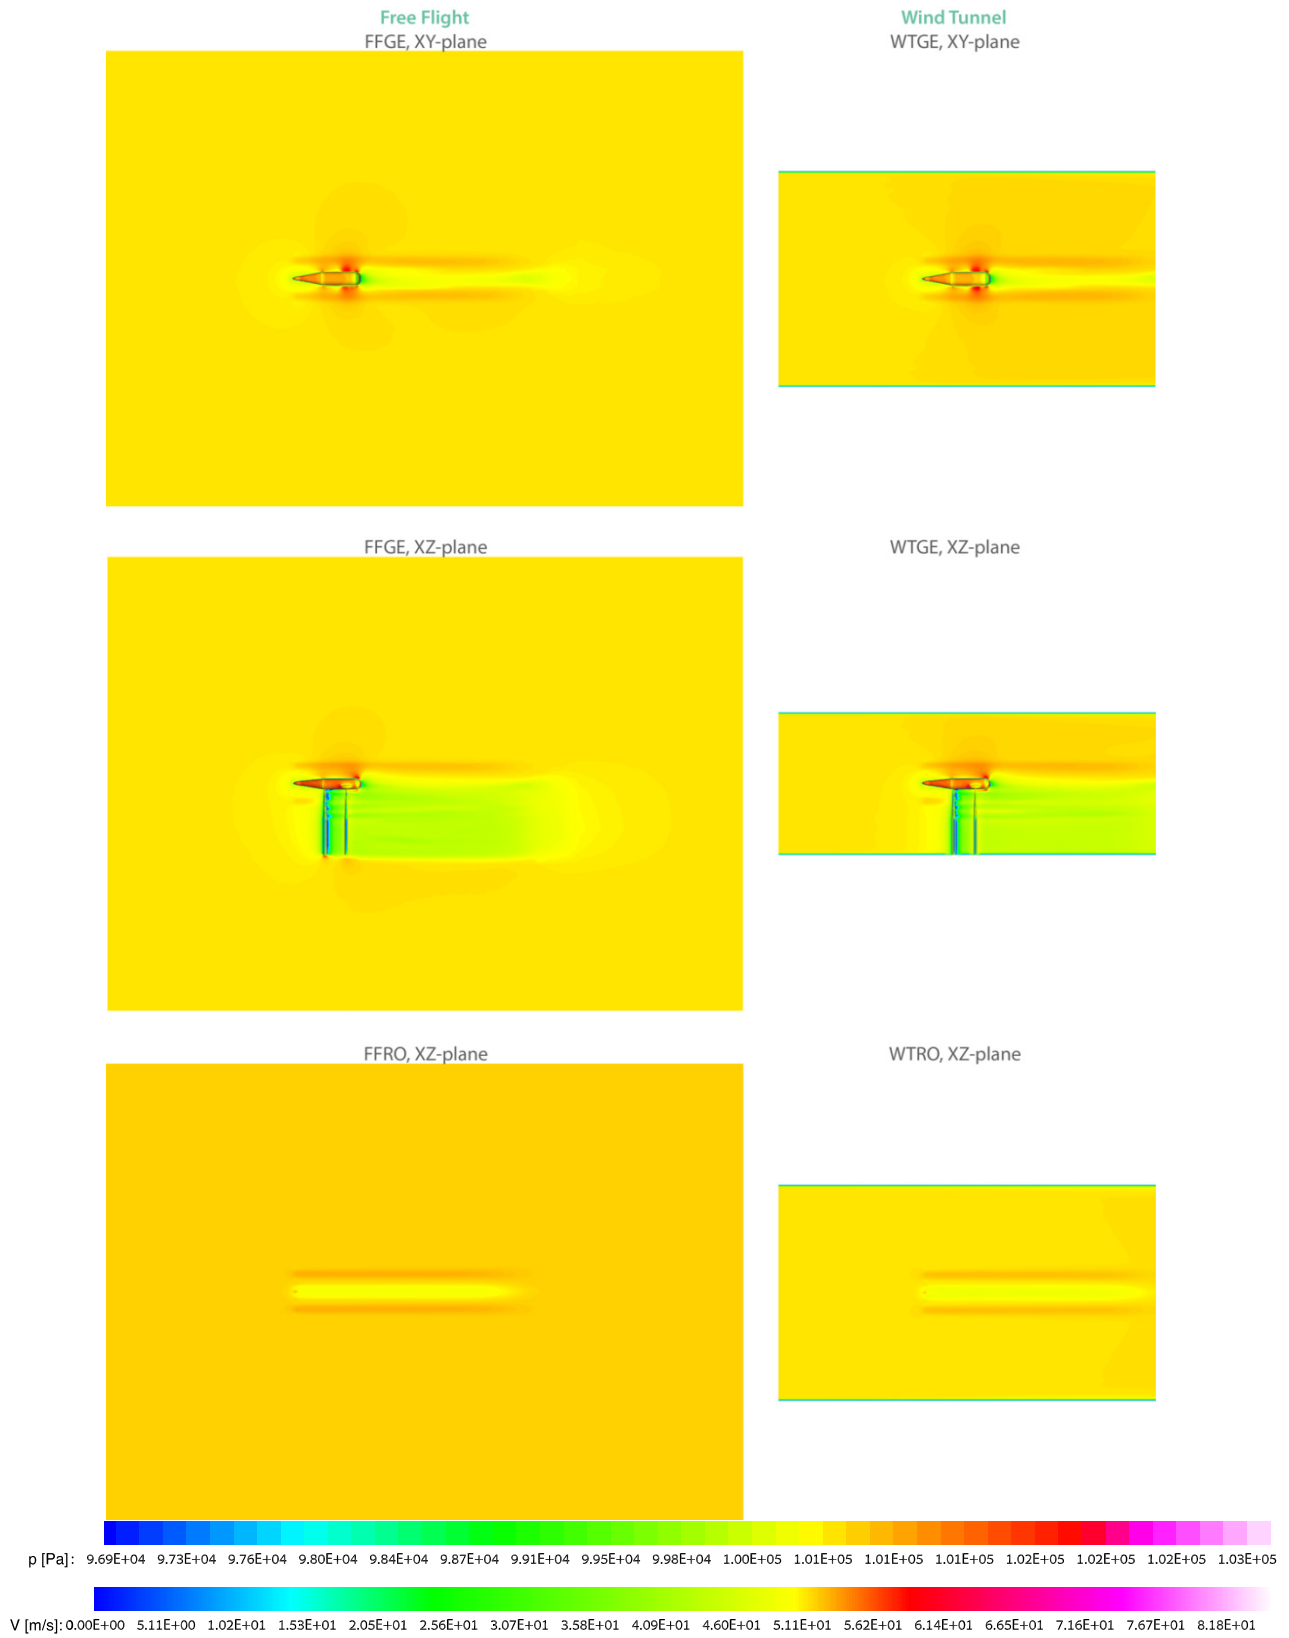 Free Flight Wind Tunnel
FFGE, XY-plane WTGE, XY-plane
FFGE, XZ-plane WTGE, XZ-plane
FFRO, XZ-plane WTRO, XZ-plane
p [Pa]: 9.69E+04 9.73E+04 9.76E+04 9.80E+04 9.84E+04 9.87E+04 9.91E+04 9.95E+04 9.98E+04 1.00E+05 1.01E+05 1.01E+05 1.01E+05 1.02E+05 1.02E+05 1.02E+05 1.03E+05
V [m/s]: 0.00E+00 5.11E+00 1.02E+01 1.53E+01 2.05E+01 2.56E+01 3.07E+01 3.58E+01 4.09E+01 4.60E+01 5.11E+01 5.62E+01 6.14E+01 6.65E+01 7.16E+01 7.67E+01 8.18E+01